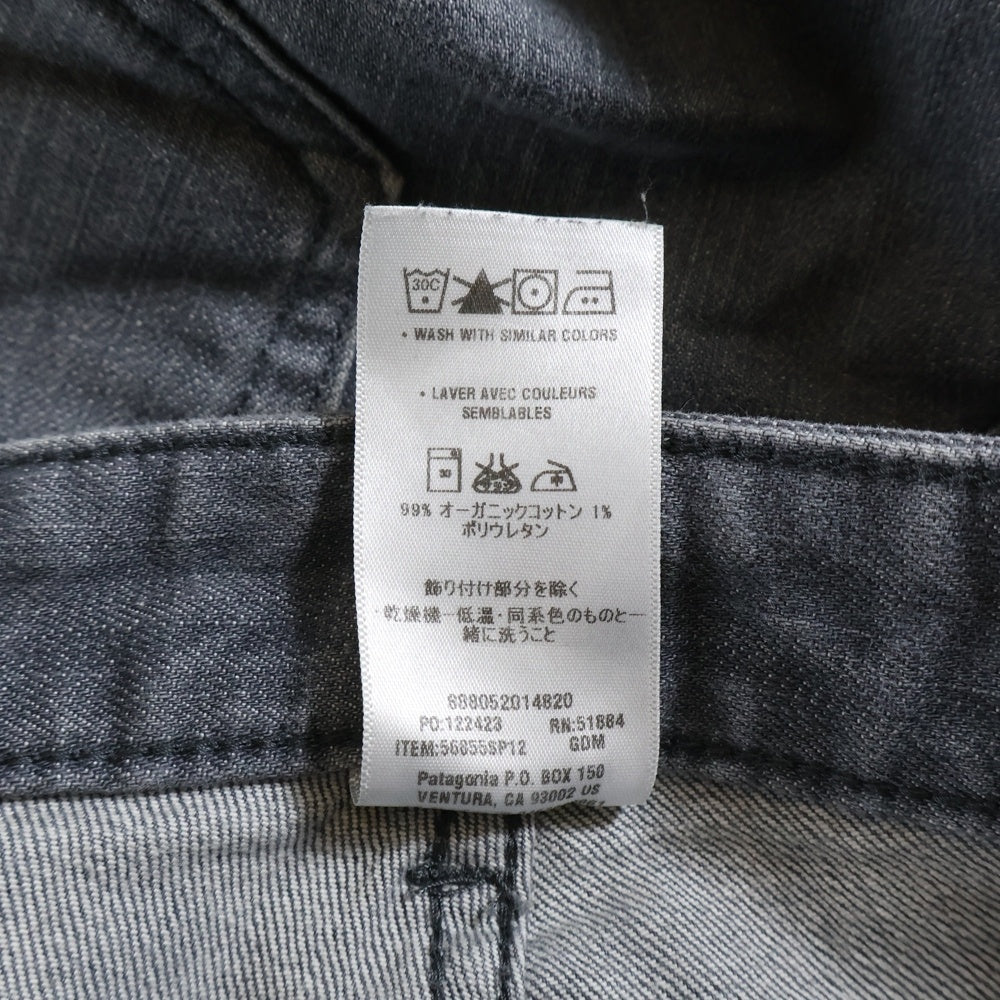 30C
• WASH WITH SIMILAR COLORS
• LAVER AVEC COULEURS
SEMBLABLES
30
99% オーガニックコットン 1%
ポリウレタン
飾り付け部分を除く
・乾燥機－低温・同系色のものと一
緒に洗うこと
888052014820
PO:122423 RN:51884
ITEM:56855SP12 GDM
Patagonia P.O. BOX 150
VENTURA, CA 93002 US